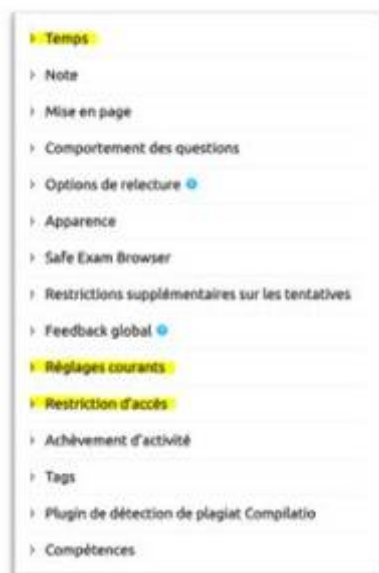 Temps
Note
Mise en page
Comportement des questions
Options de relecture
Apparence
Safe Exam Browser
Restrictions supplémentaires sur les tentatives
Feedback global
Réglages courants
Restriction d'accès
Achèvement d'activité
Tags
Plugin de détection de plagiat Compilatio
Compétences